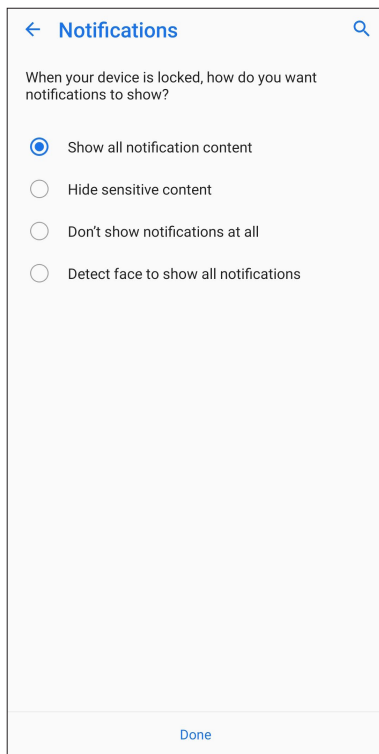 Notifications
When your device is locked, how do you want
notifications to show?
Show all notification content
Hide sensitive content
Don’t show notifications at all
Detect face to show all notifications
Done